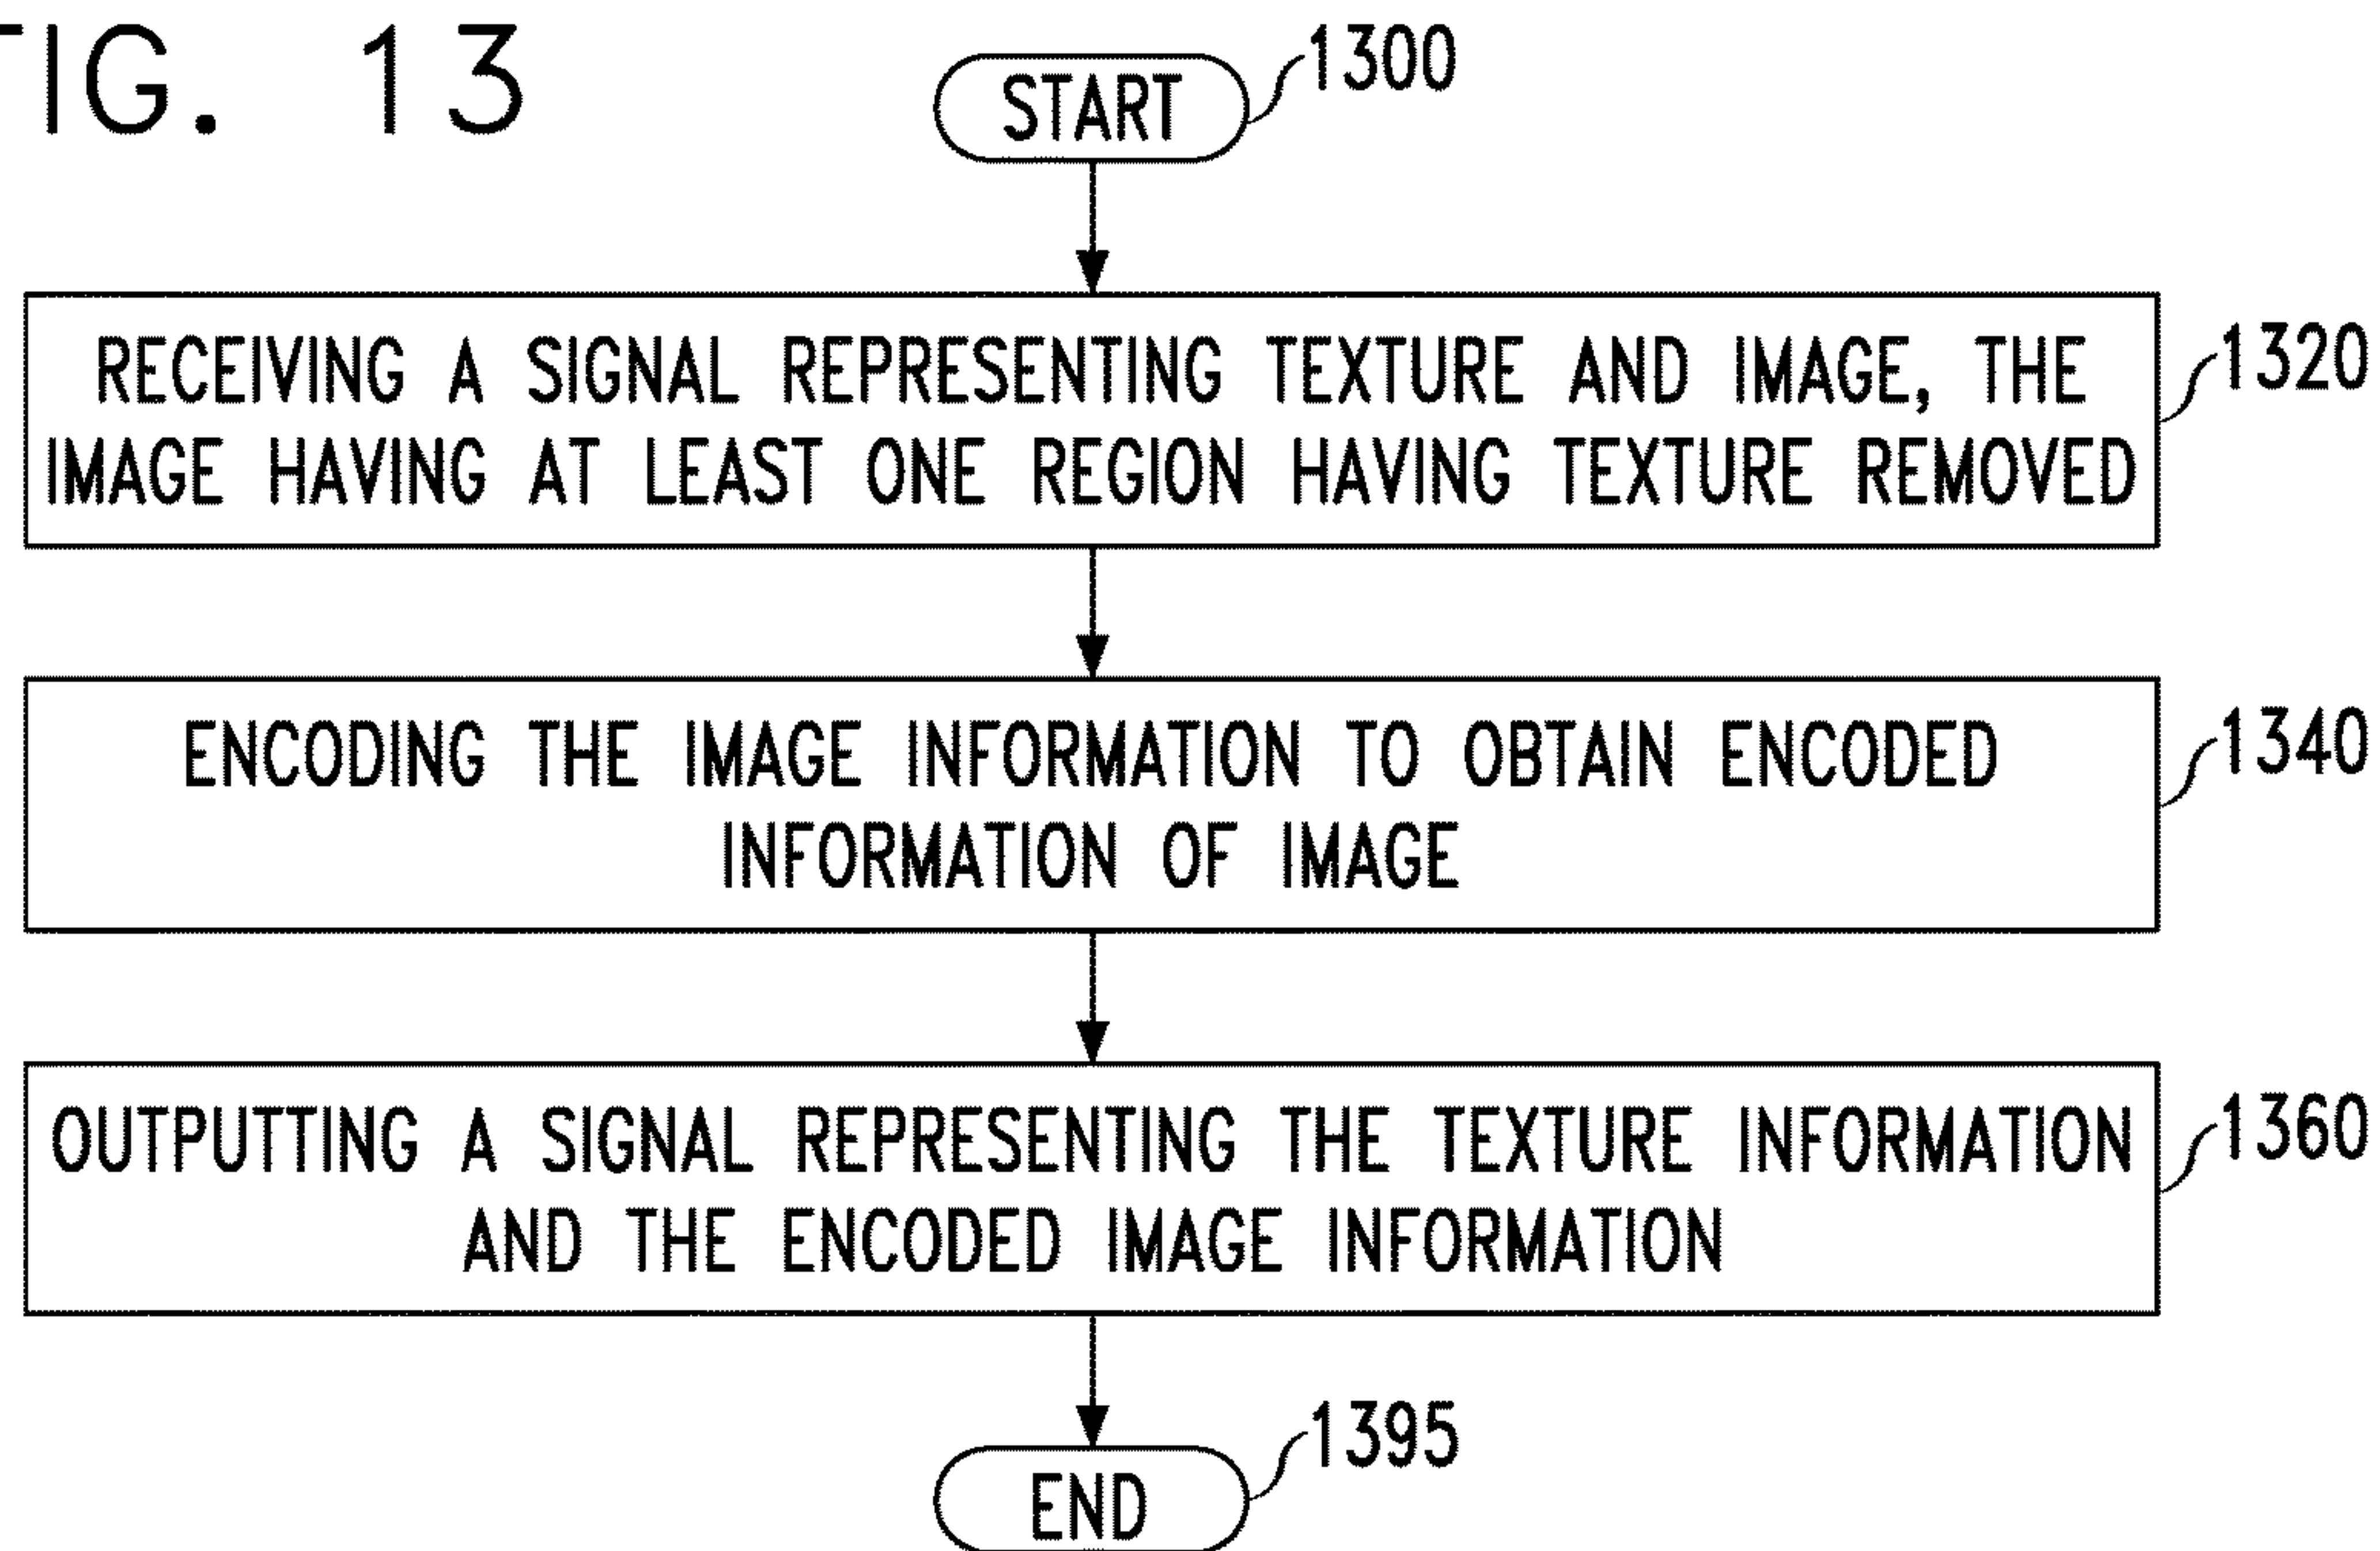 FIG. 13
START
1300
RECEIVING A SIGNAL REPRESENTING TEXTURE AND IMAGE, THE
IMAGE HAVING AT LEAST ONE REGION HAVING TEXTURE REMOVED
1320
ENCODING THE IMAGE INFORMATION TO OBTAIN ENCODED
INFORMATION OF IMAGE
1340
OUTPUTTING A SIGNAL REPRESENTING THE TEXTURE INFORMATION
AND THE ENCODED IMAGE INFORMATION
1360
END
1395